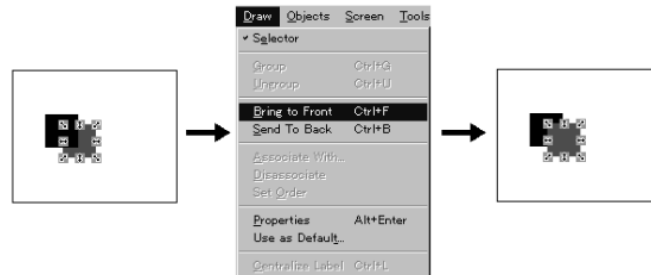 Draw Objects Screen Tools
✓ Selector
Group Ctrl+G
Ungroup Ctrl+U
Bring to Front Ctrl+F
Send To Back Ctrl+B
Associate With...
Disassociate
Set Order
Properties Alt+Enter
Use as Default...
Centralize Label Ctrl+L